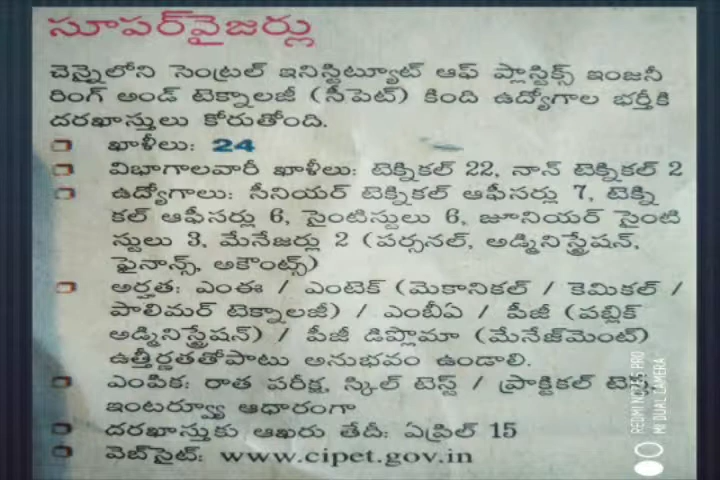 సూపర్‌వైజర్లు
చెన్నైలోని సెంట్రల్ ఇనిస్టిట్యూట్ ఆఫ్ ప్లాస్టిక్స్ ఇంజనీ
రింగ్ అండ్ టెక్నాలజీ (సీపెట్) కింది ఉద్యోగాల భర్తీకి
దరఖాస్తులు కోరుతోంది.
ఖాళీలు: 24
విభాగాలవారీ ఖాళీలు: టెక్నికల్ 22, నాన్ టెక్నికల్ 2
ఉద్యోగాలు: సీనియర్ టెక్నికల్ ఆఫీసర్లు 7, టెక్ని
కల్ ఆఫీసర్లు 6, సైంటిస్టులు 6, జూనియర్ సైంటి
స్టులు 3, మేనేజర్లు 2 (పర్సనల్, అడ్మినిస్ట్రేషన్,
ఫైనాన్స్, అకౌంట్స్)
అర్హత: ఎంఈ / ఎంటెక్ (మెకానికల్ / కెమికల్ /
పాలిమర్ టెక్నాలజీ) / ఎంబీఏ / పీజీ (పబ్లిక్
అడ్మినిస్ట్రేషన్) / పీజీ డిప్లొమా (మేనేజ్‌మెంట్)
ఉత్తీర్ణతతోపాటు అనుభవం ఉండాలి.
ఎంపిక: రాత పరీక్ష, స్కిల్ టెస్ట్ / ప్రాక్టికల్ టెస్ట్,
ఇంటర్వ్యూ ఆధారంగా
దరఖాస్తుకు ఆఖరు తేదీ: ఏప్రిల్ 15
వెబ్‌సైట్: www.cipet.gov.in
REDMI NOTE 5 PRO
MI DUAL CAMERA